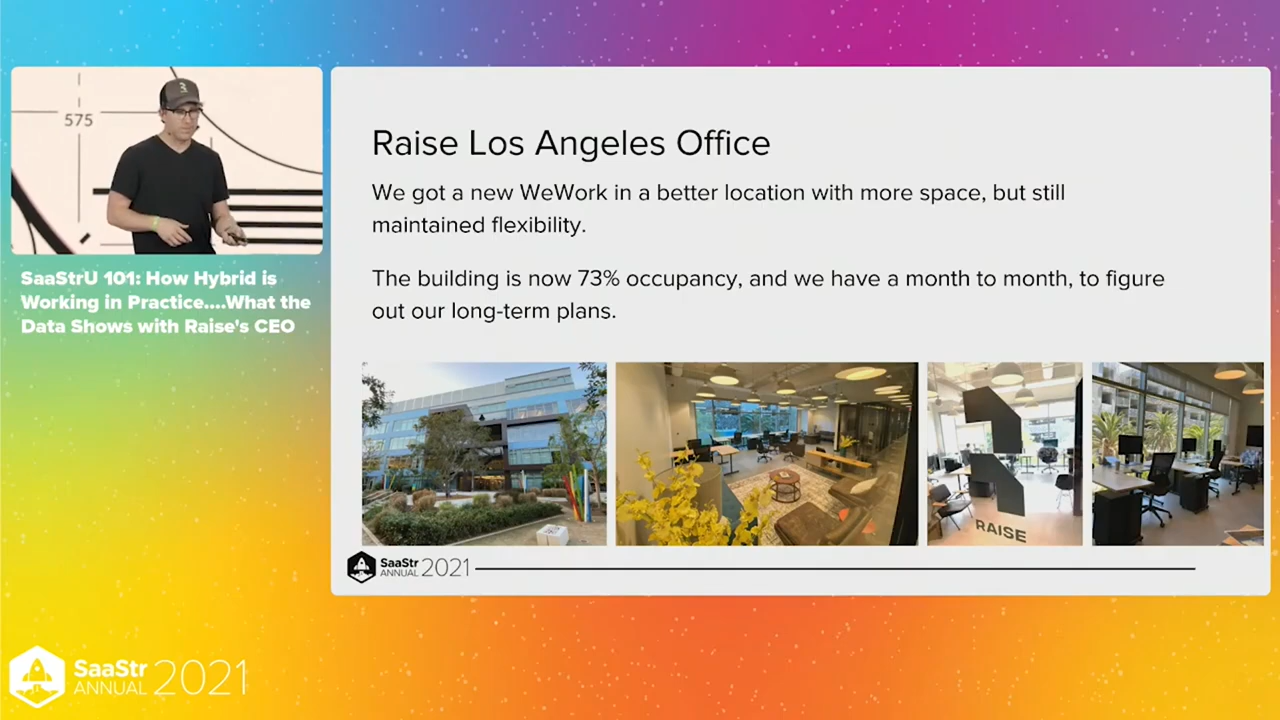 575
SaaStrU 101: How Hybrid is
Working in Practice....What the
Data Shows with Raise's CEO
Raise Los Angeles Office
We got a new WeWork in a better location with more space, but still
maintained flexibility.
The building is now 73% occupancy, and we have a month to month, to figure
out our long-term plans.
RAISE
SaaStr
ANNUAL 2021
SaaStr
ANNUAL 2021